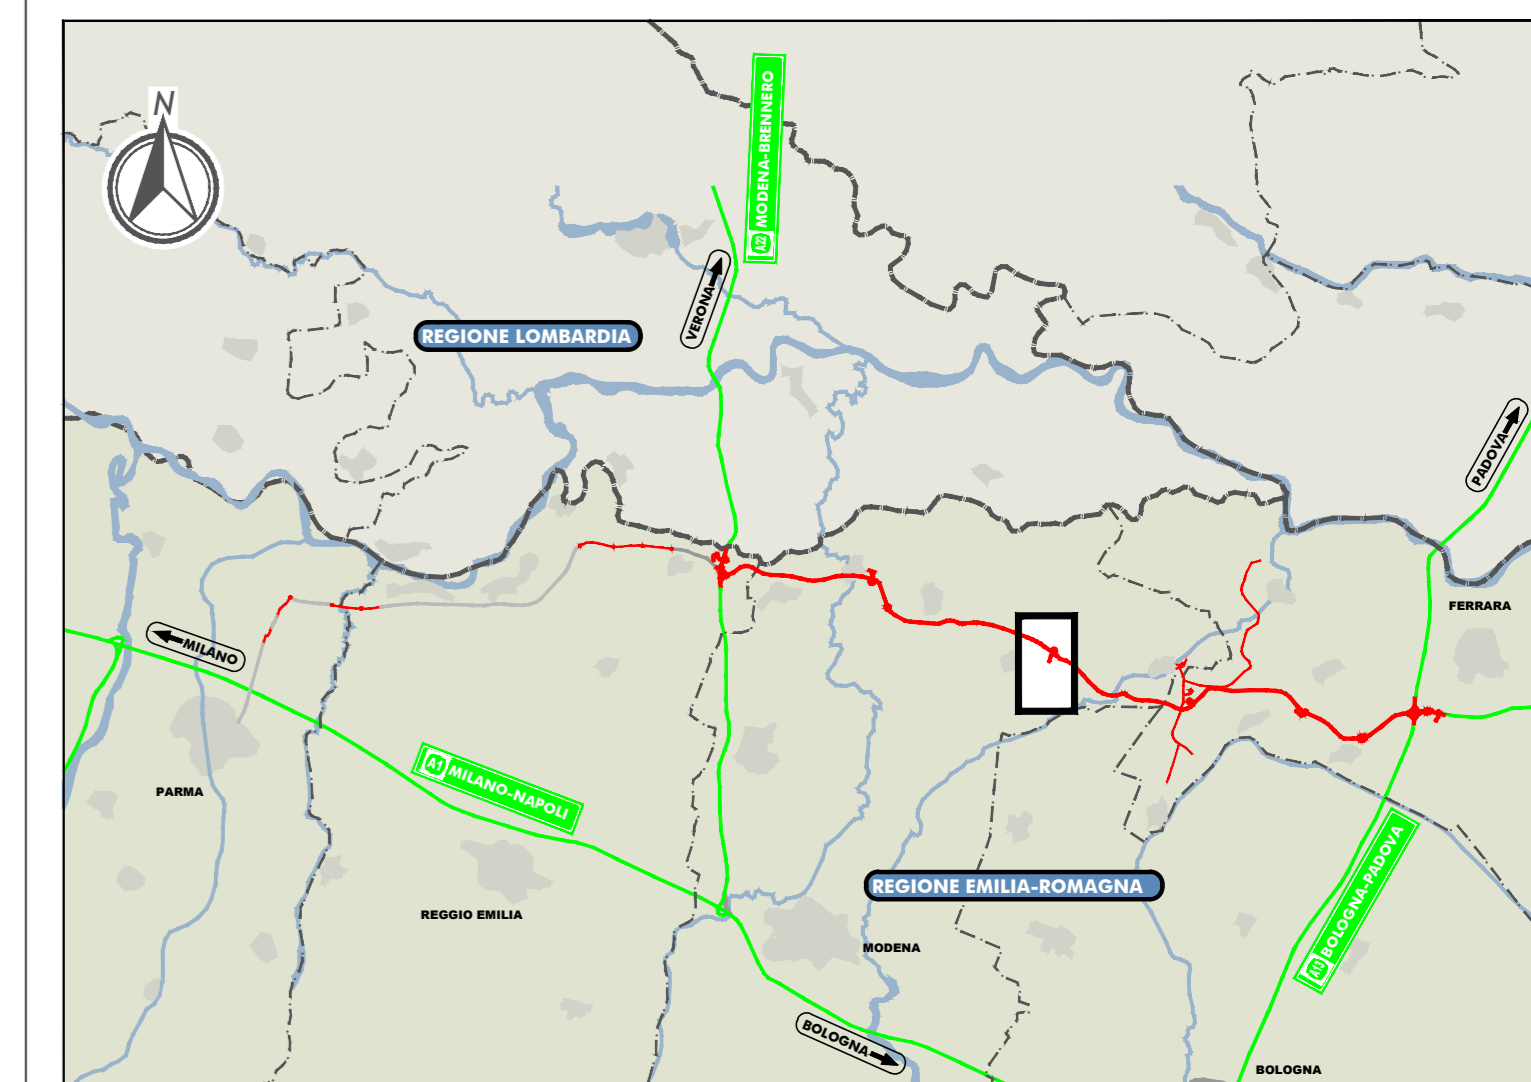 N
A22 MODENA-BRENNERO
VERONA
REGIONE LOMBARDIA
PADOVA
FERRARA
MILANO
PARMA
A1 MILANO-NAPOLI
REGIONE EMILIA-ROMAGNA
REGGIO EMILIA
MODENA
A13 BOLOGNA-PADOVA
BOLOGNA
BOLOGNA